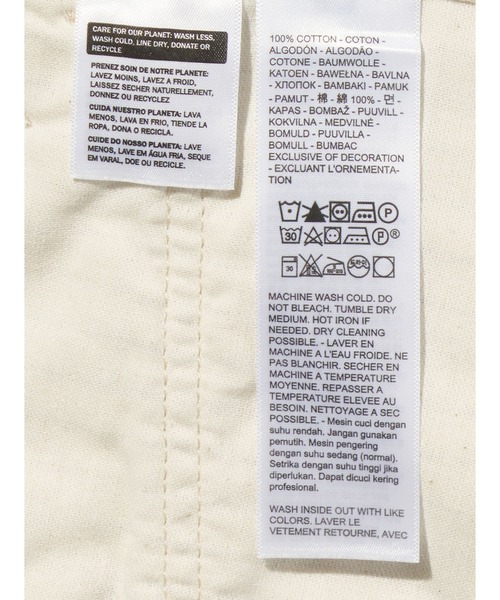 CARE FOR OUR PLANET: WASH LESS,
WASH COLD, LINE DRY, DONATE OR
RECYCLE
PRENEZ SOIN DE NOTRE PLANETE:
LAVEZ MOINS, LAVEZ A FROID,
LAISSEZ SECHER NATURELLEMENT,
DONNEZ OU RECYCLEZ
CUIDA NUESTRO PLANETA: LAVA
MENOS, LAVA EN FRIO, TIENDE LA
ROPA, DONA O RECICLA.
CUIDE DO NOSSO PLANETA: LAVE
MENOS, LAVE EM ÁGUA FRIA, SEQUE
EM VARAL, DOE OU RECICLE.
100% COTTON - COTON -
ALGODÓN - ALGODÃO -
COTONE - BAUMWOLLE -
KATOEN - BAWEŁNA - BAVLNA
- ХЛОПОК - BAMBAKI - PAMUK
- PAMUT - 棉 - 綿 100% - 면 -
KAPAS - BOMBAŽ - PUUVILL -
KOKVILNA - MEDVILNĖ -
BOMULD - PUUVILLA -
BOMULL - BUMBAC
EXCLUSIVE OF DECORATION
- EXCLUANT L'ORNEMENTA-
TION
P
30 P ®
30
MACHINE WASH COLD. DO
NOT BLEACH. TUMBLE DRY
MEDIUM. HOT IRON IF
NEEDED. DRY CLEANING
POSSIBLE. - LAVER EN
MACHINE A L'EAU FROIDE. NE
PAS BLANCHIR. SECHER EN
MACHINE A TEMPERATURE
MOYENNE. REPASSER A
TEMPERATURE ELEVEE AU
BESOIN. NETTOYAGE A SEC
POSSIBLE. - Mesin cuci dengan
suhu rendah. Jangan gunakan
pemutih. Mesin pengering
dengan suhu sedang (normal).
Setrika dengan suhu tinggi jika
diperlukan. Dapat dicuci kering
profesional.
WASH INSIDE OUT WITH LIKE
COLORS. LAVER LE
VETEMENT RETOURNE, AVEC